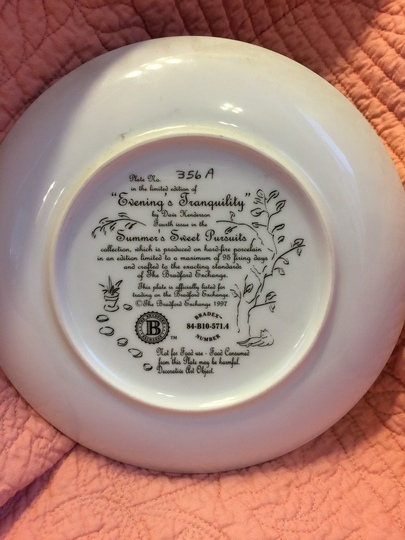 Plate No. 356 A
in the limited edition of
"Evening's Tranquility"
by Dave Henderson
Fourth issue in the
Summer's Sweet Pursuits
collection, which is produced on hard-fire porcelain
in an edition limited to a maximum of 95 firing days
and crafted to the exacting standards
of The Bradford Exchange.
This plate is officially listed for
trading on the Bradford Exchange.
© The Bradford Exchange 1997
B
TM
BRADEX
84-B10-571.4
NUMBER
Not for Food use - Food Consumed
from this Plate may be harmful.
Decorative Art Object.